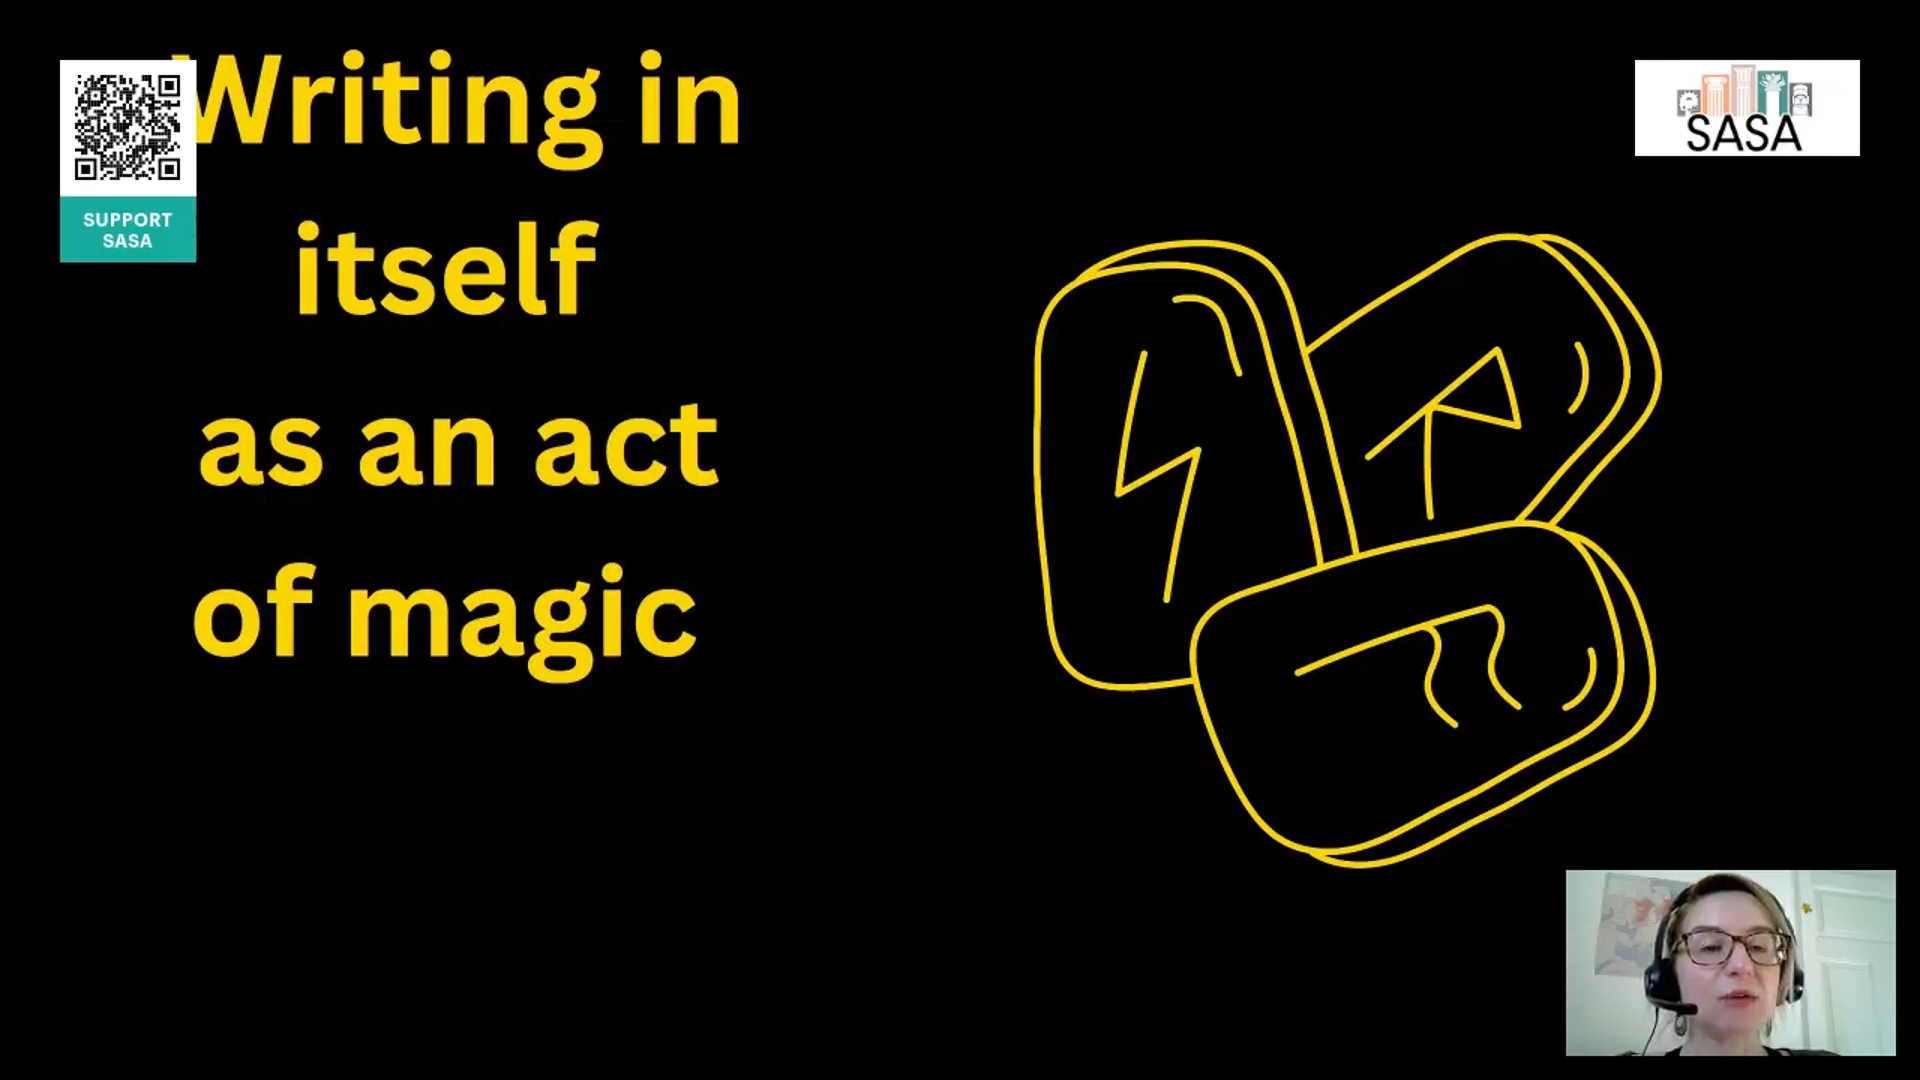 Writing in
itself
as an act
of magic
SUPPORT
SASA
SASA